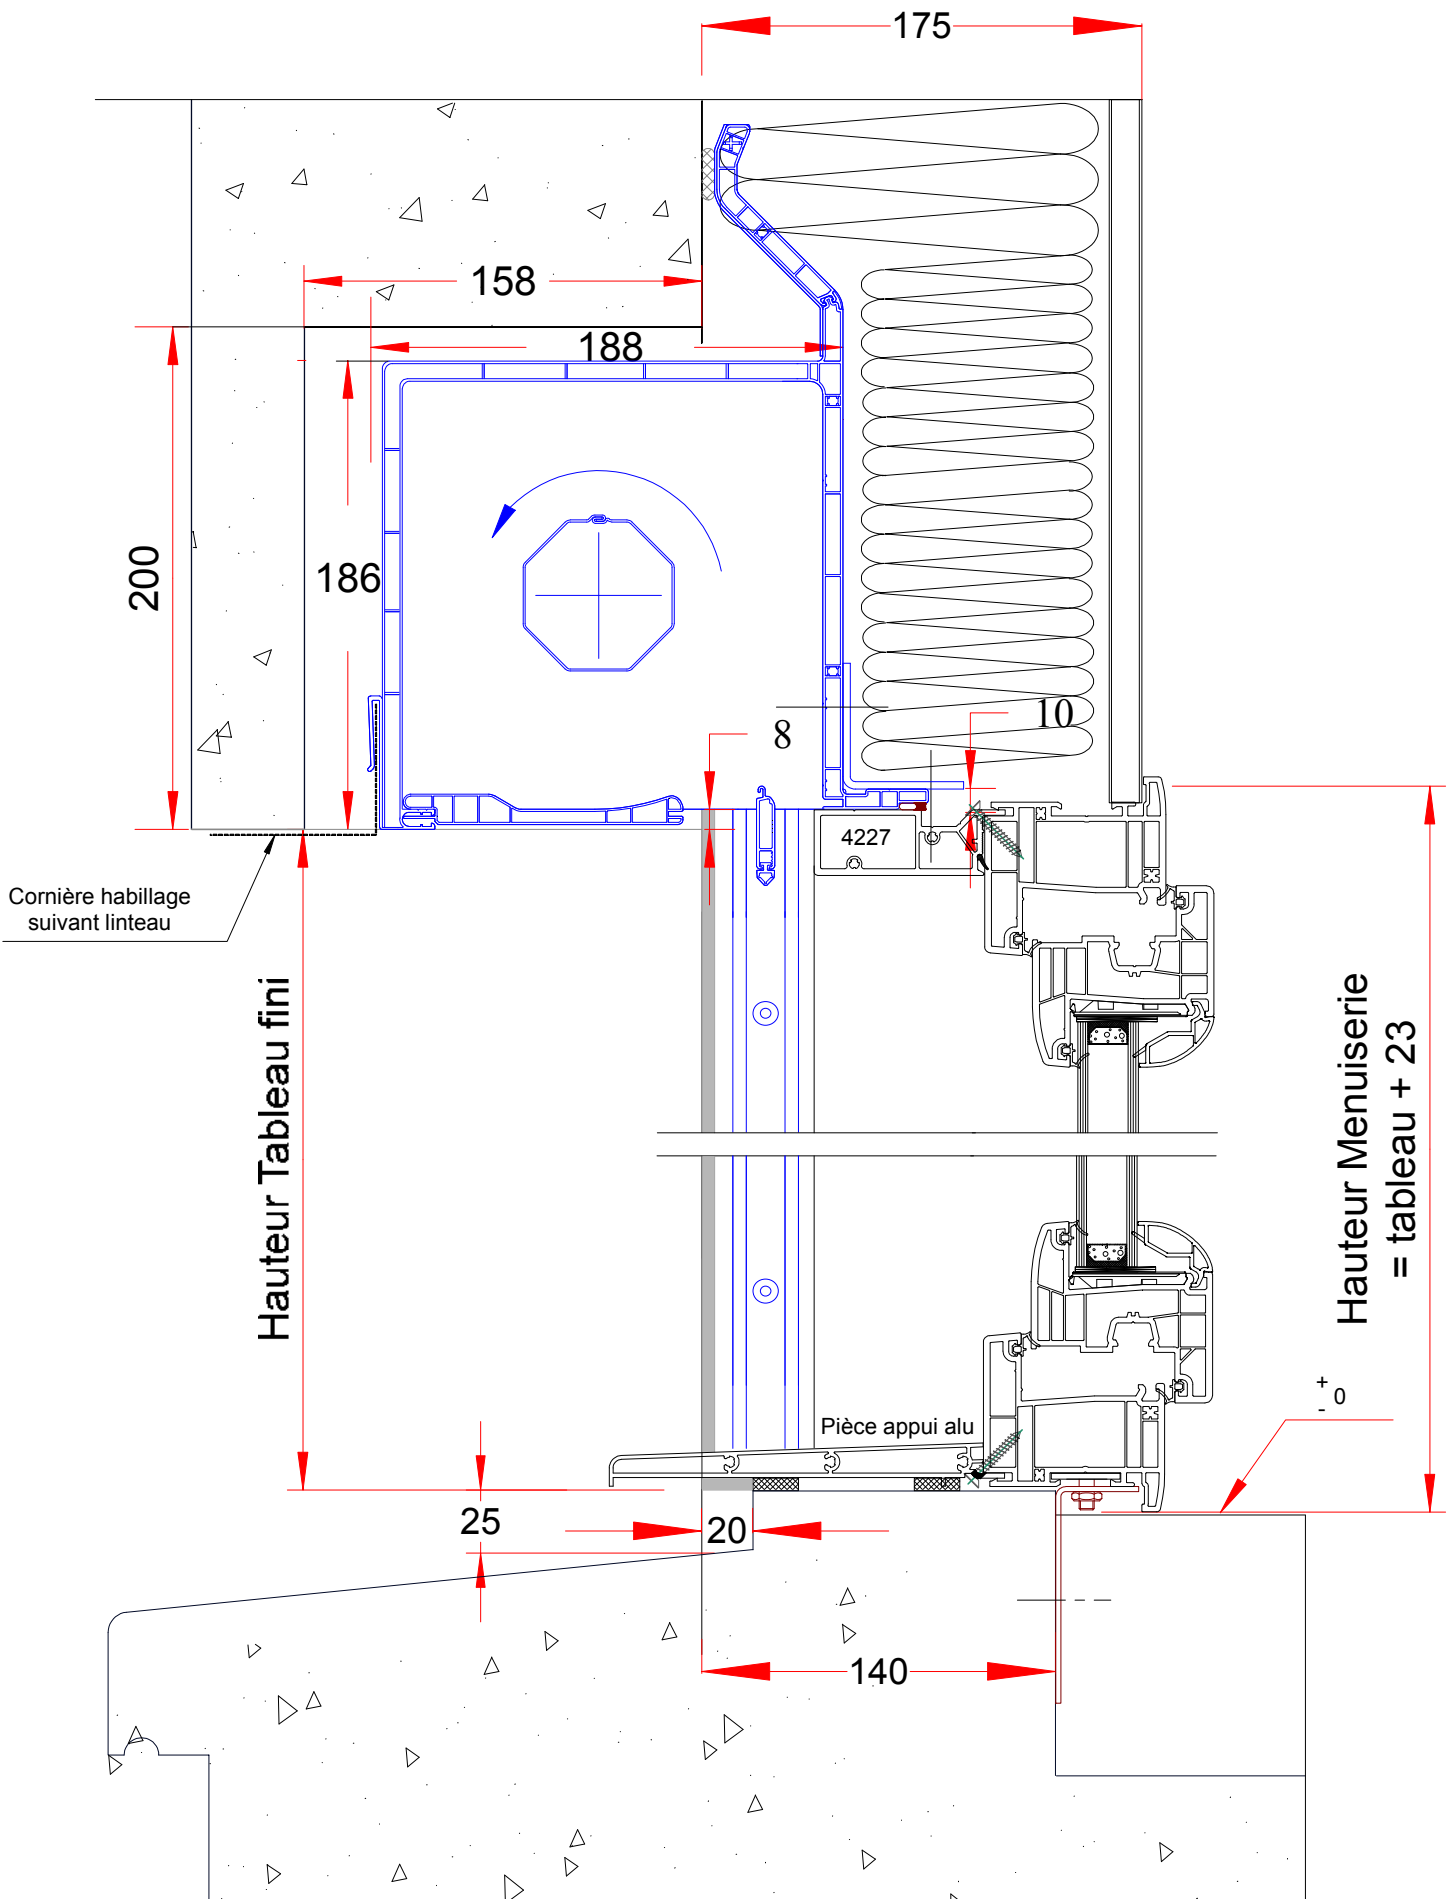 175
158
188
200
186
8
10
4227
Cornière habillage
suivant linteau
Hauteur Tableau fini
Hauteur Menuiserie
= tableau + 23
+
- 0
Pièce appui alu
25
20
140